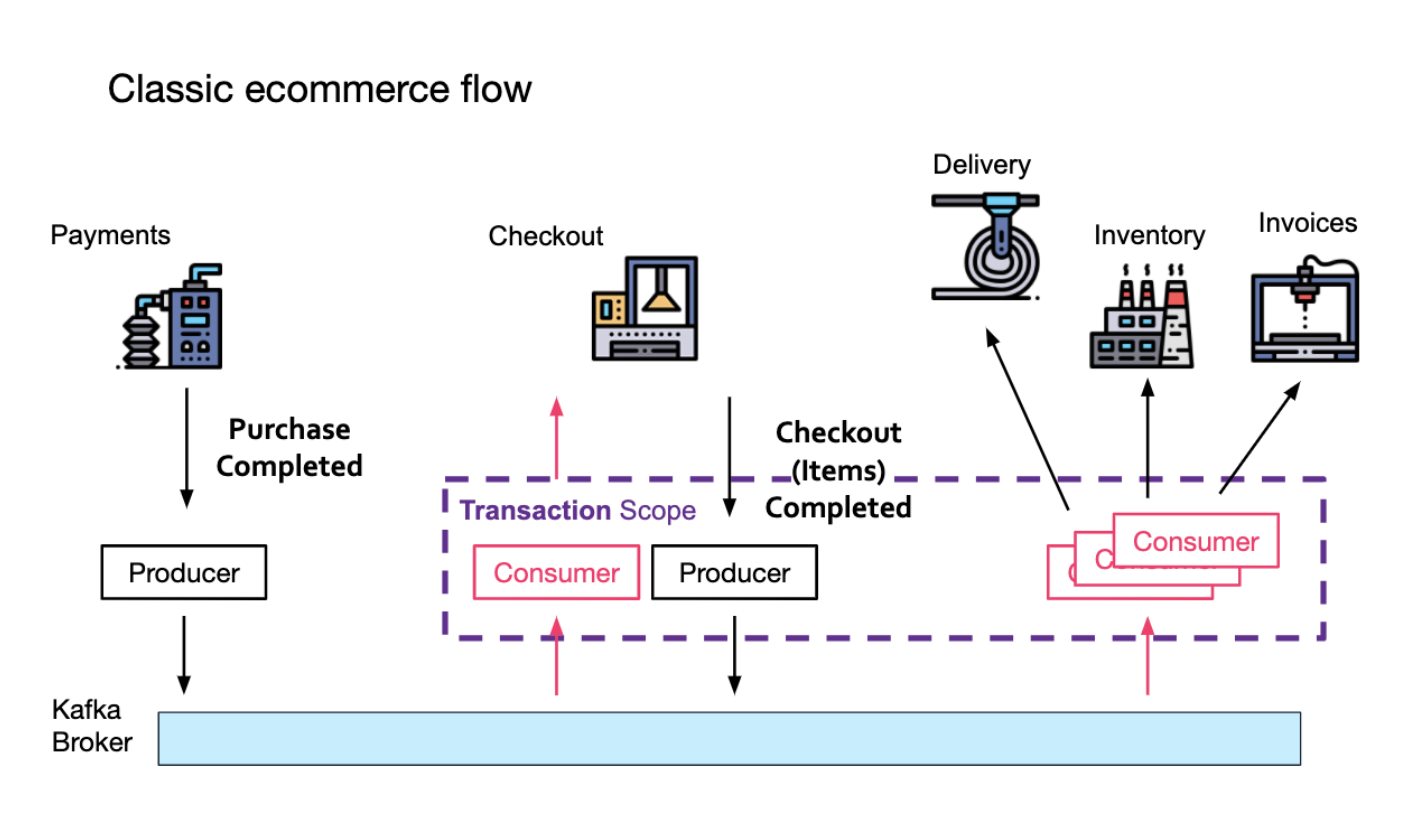 Classic ecommerce flow
Delivery
Payments
Checkout
Inventory
Invoices
Purchase
Completed
Checkout
(Items)
Completed
Transaction Scope
Producer
Consumer
Producer
Consumer
Kafka
Broker